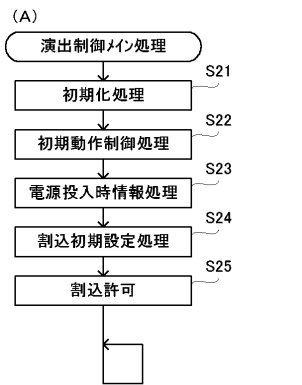 (A)
演出制御メイン処理
S21
初期化処理
S22
初期動作制御処理
S23
電源投入時情報処理
S24
割込初期設定処理
S25
割込許可